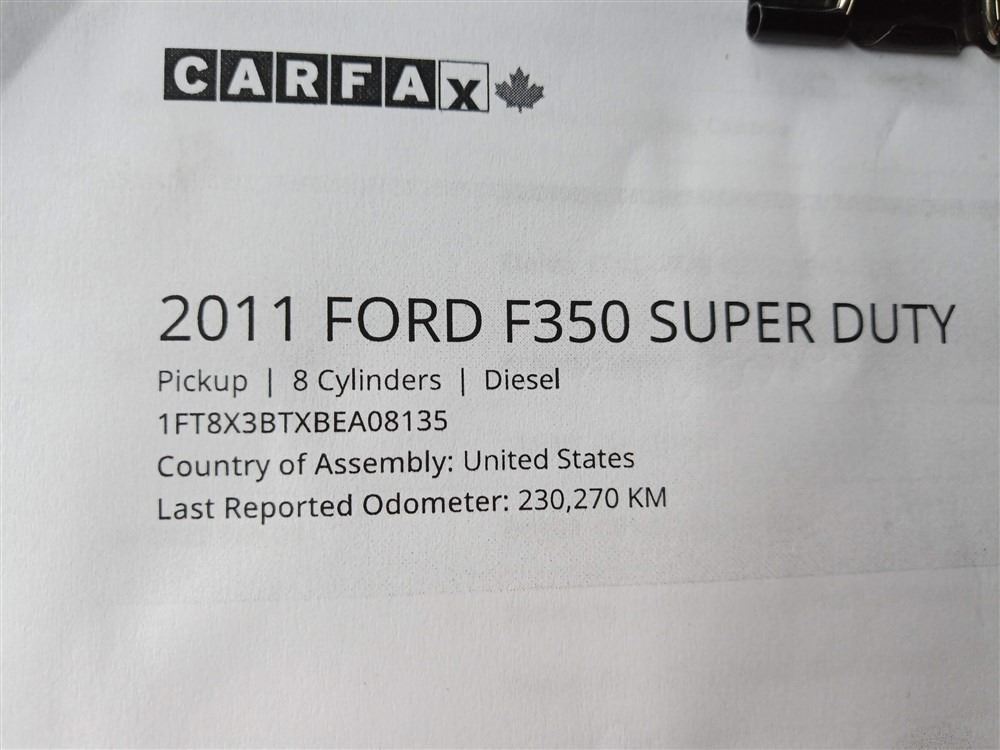 CARFAX
2011 FORD F350 SUPER DUTY
Pickup | 8 Cylinders | Diesel
1FT8X3BTXBEA08135
Country of Assembly: United States
Last Reported Odometer: 230,270 KM